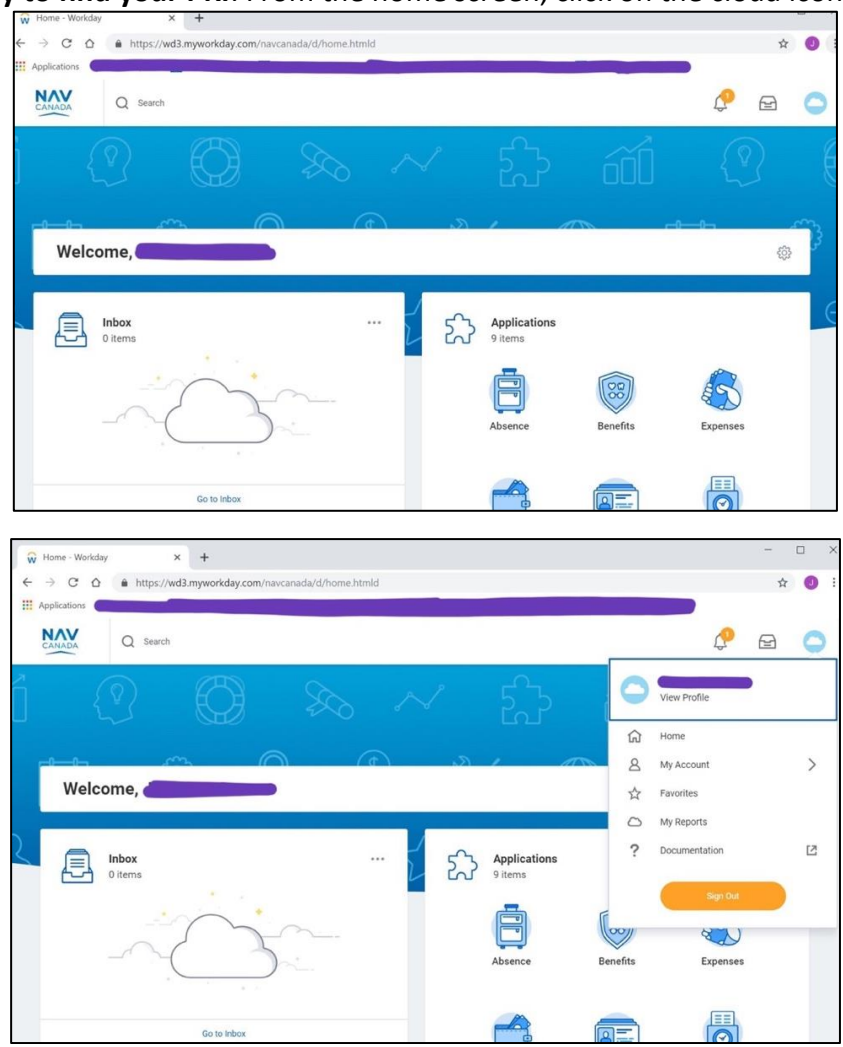 y to find your PRI: From the home screen, click on the cloud icon
Home - Workday
https://wd3.myworkday.com/navcanada/d/home.htmld
Applications
NAV
CANADA
Search
1
Welcome,
Inbox
0 items
Applications
9 items
Absence
Benefits
Expenses
Go to Inbox
Home - Workday
https://wd3.myworkday.com/navcanada/d/home.htmld
Applications
NAV
CANADA
Search
1
View Profile
Home
My Account
Favorites
My Reports
Documentation
Sign Out
Welcome,
Inbox
0 items
Applications
9 items
Absence
Benefits
Expenses
Go to Inbox